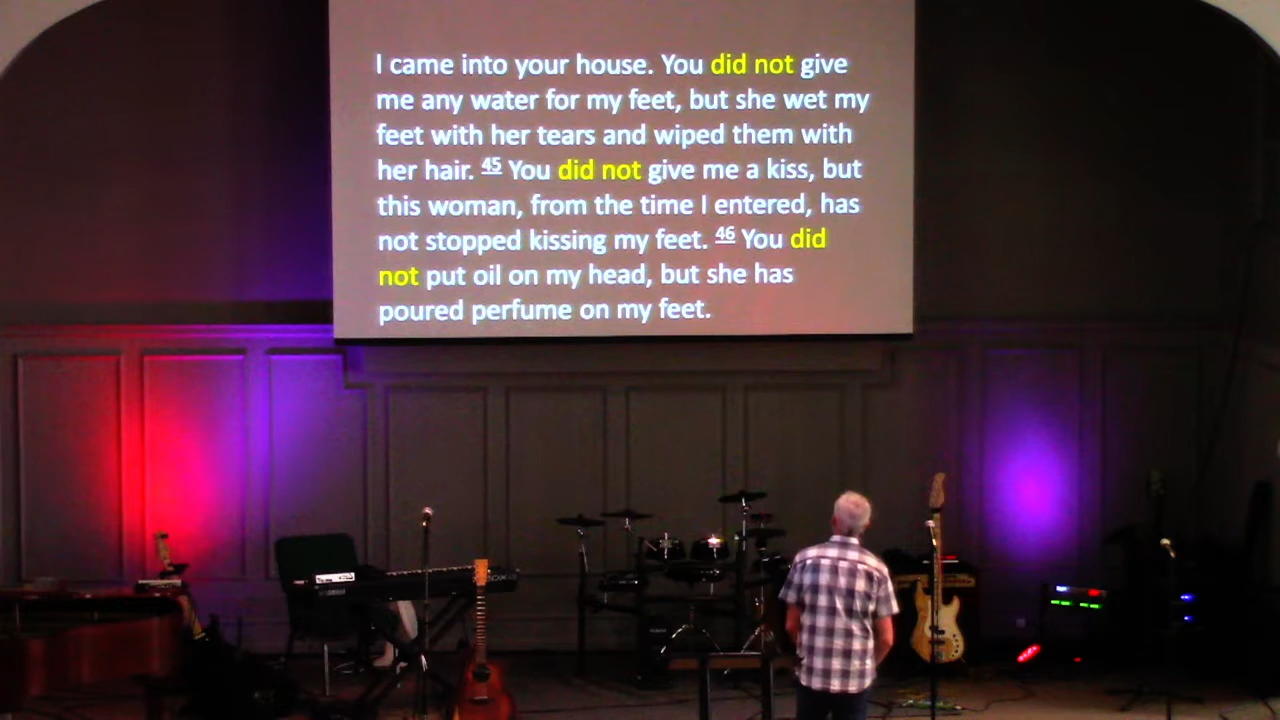 I came into your house. You did not give
me any water for my feet, but she wet my
feet with her tears and wiped them with
her hair. 45 You did not give me a kiss, but
this woman, from the time I entered, has
not stopped kissing my feet. 46 You did
not put oil on my head, but she has
poured perfume on my feet.